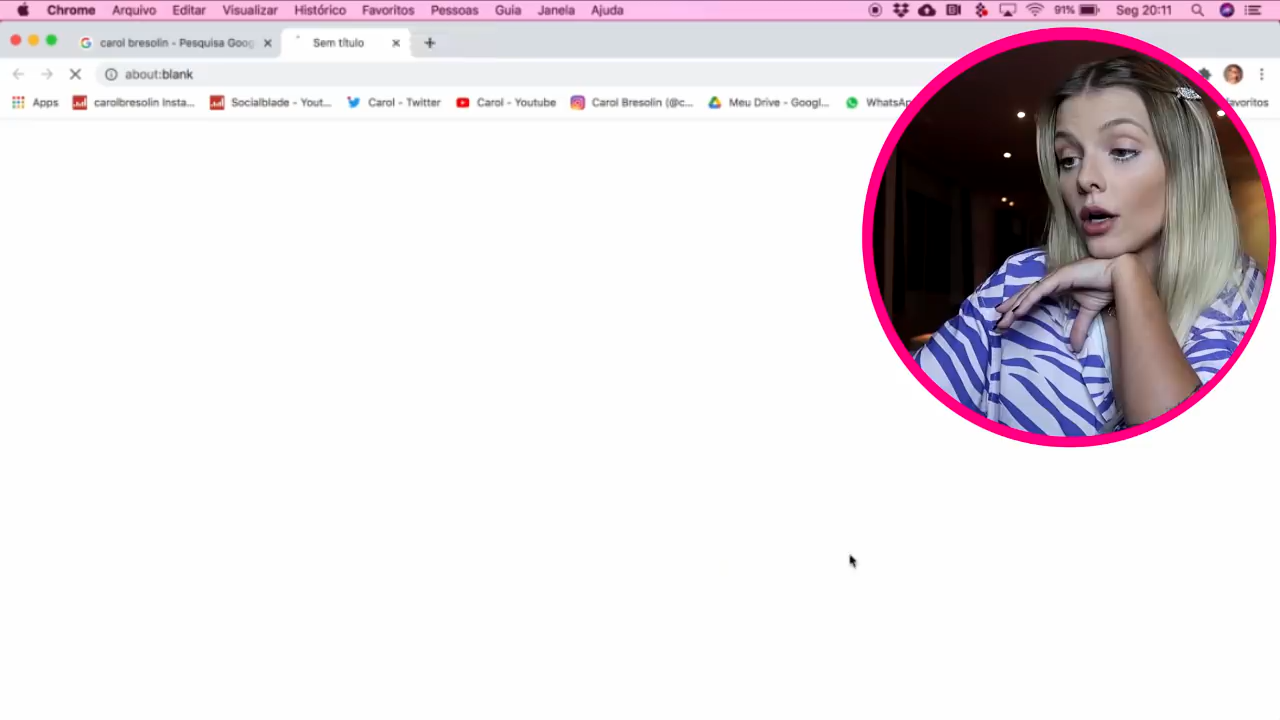 Chrome Arquivo Editar Visualizar Histórico Favoritos Pessoas Guia Janela Ajuda 91% Seg 20:11
carol bresolin - Pesquisa Goog Sem título
about:blank
Apps carolbresolin Insta... Socialblade - Yout... Carol - Twitter Carol - Youtube Carol Bresolin (@c... Meu Drive - Googl... WhatsAp favoritos